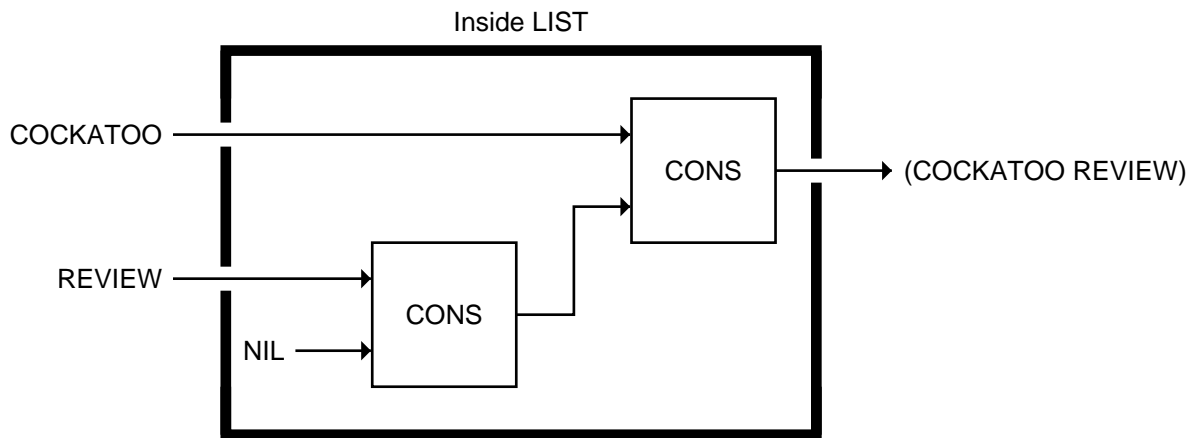 Inside LIST
COCKATOO
CONS
(COCKATOO REVIEW)
REVIEW
CONS
NIL